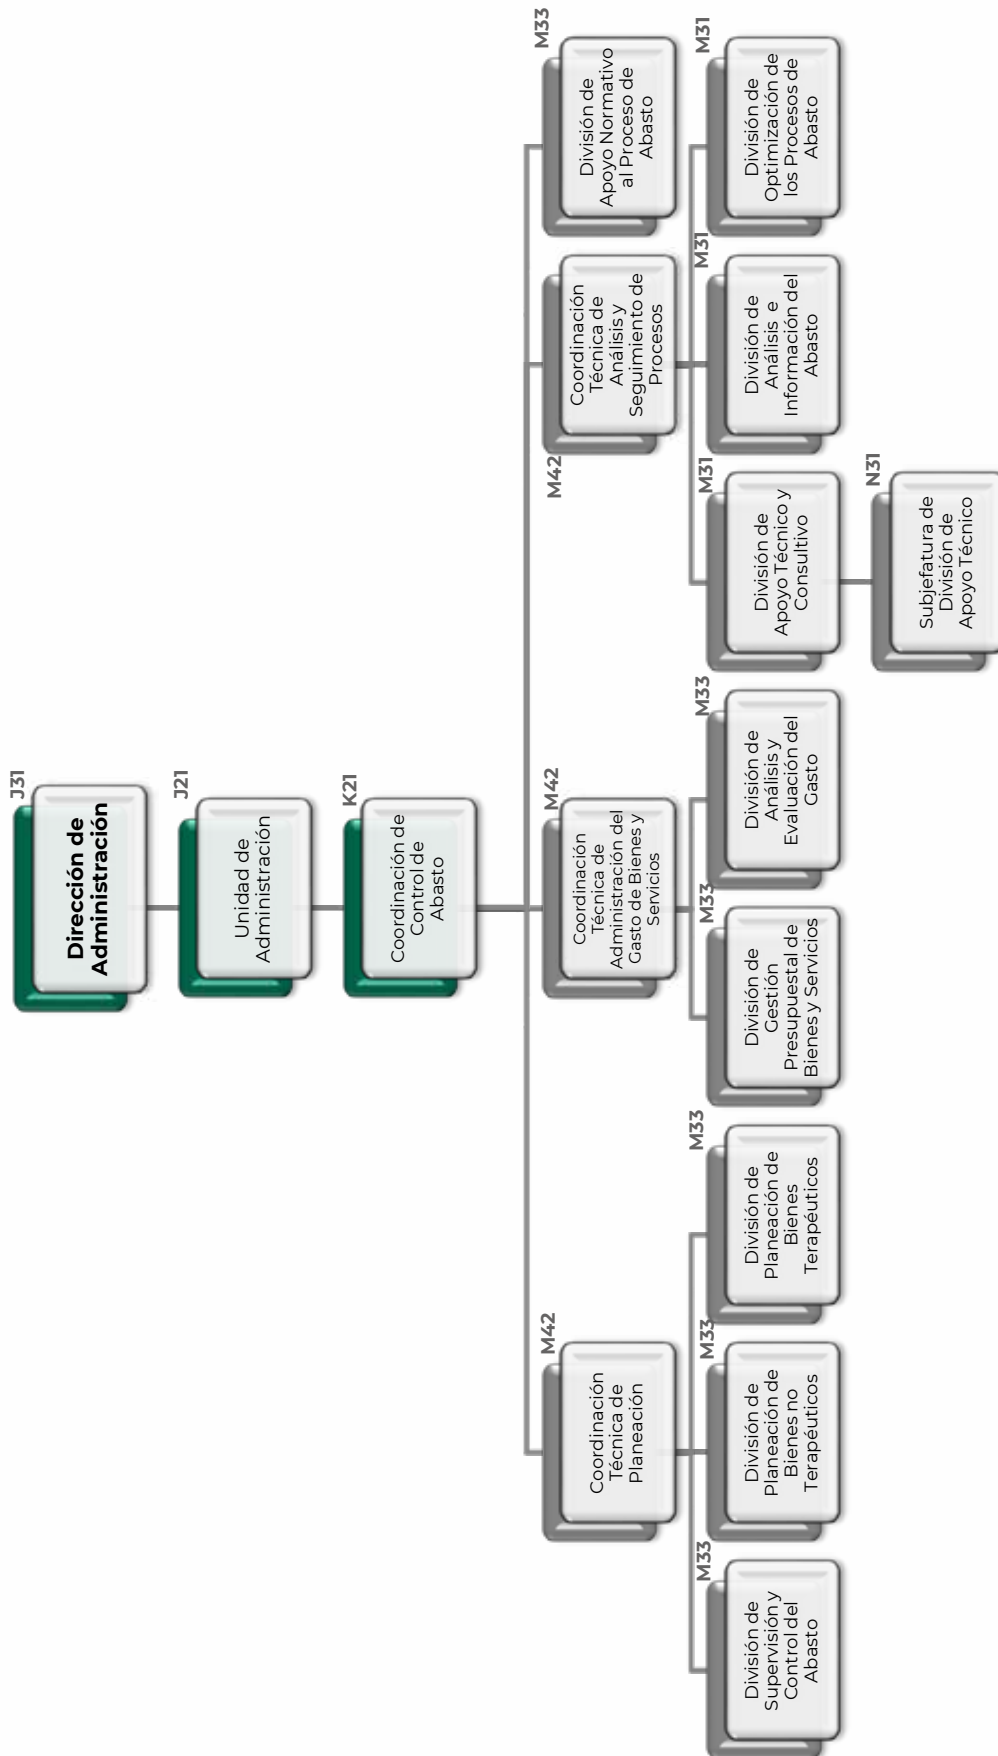 J31
Dirección de
Administración
J21
Unidad de
Administración
K21
Coordinación de
Control de
Abasto
M42
Coordinación
Técnica de
Planeación
M42
Coordinación
Técnica de
Administración del
Gasto de Bienes y
Servicios
M42
Coordinación
Técnica de
Análisis y
Seguimiento de
Procesos
M33
División de
Apoyo Normativo
al Proceso de
Abasto
M33
División de
Supervisión y
Control del
Abasto
M33
División de
Planeación de
Bienes no
Terapéuticos
M33
División de
Planeación de
Bienes
Terapéuticos
M33
División de
Gestión
Presupuestal de
Bienes y Servicios
M33
División de
Análisis y
Evaluación del
Gasto
M31
División de
Apoyo Técnico y
Consultivo
M31
División de
Análisis e
Información del
Abasto
M31
División de
Optimización de
los Procesos de
Abasto
N31
Subjefatura de
División de
Apoyo Técnico